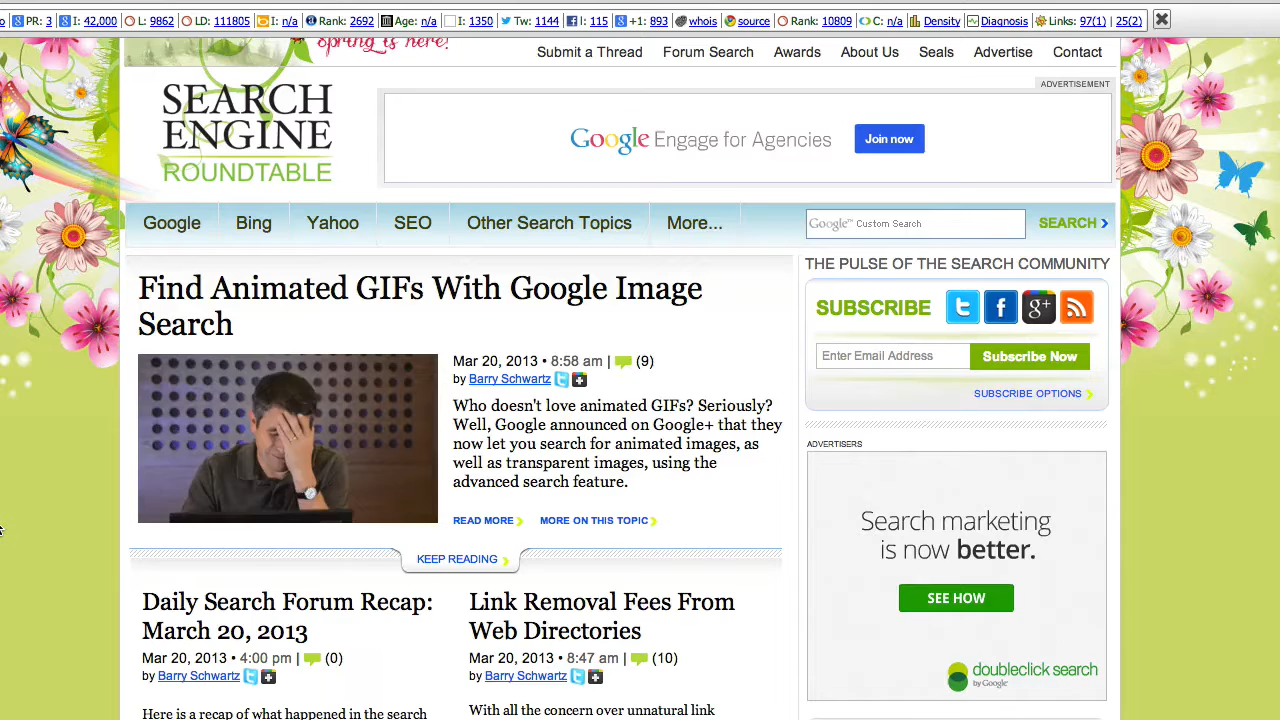 PR: 3 I: 42,000 L: 9862 LD: 111805 I: n/a Rank: 2692 Age: n/a I: 1350 Tw: 1144 I: 115 +1: 893 whois source Rank: 10809 C: n/a Density Diagnosis Links: 97(1) | 25(2)
Spring is here!
Submit a Thread Forum Search Awards About Us Seals Advertise Contact
ADVERTISEMENT
SEARCH
ENGINE
ROUNDTABLE
Google Engage for Agencies Join now
Google Bing Yahoo SEO Other Search Topics More... Google™ Custom Search SEARCH
THE PULSE OF THE SEARCH COMMUNITY
Find Animated GIFs With Google Image
Search
SUBSCRIBE
Enter Email Address Subscribe Now
SUBSCRIBE OPTIONS
Mar 20, 2013 • 8:58 am | (9)
by Barry Schwartz
Who doesn't love animated GIFs? Seriously?
Well, Google announced on Google+ that they
now let you search for animated images, as
well as transparent images, using the
advanced search feature.
READ MORE MORE ON THIS TOPIC
KEEP READING
ADVERTISERS
Search marketing
is now better.
SEE HOW
doubleclick search
by Google
Daily Search Forum Recap:
March 20, 2013
Mar 20, 2013 • 4:00 pm | (0)
by Barry Schwartz
Here is a recap of what happened in the search
Link Removal Fees From
Web Directories
Mar 20, 2013 • 8:47 am | (10)
by Barry Schwartz
With all the concern over unnatural link